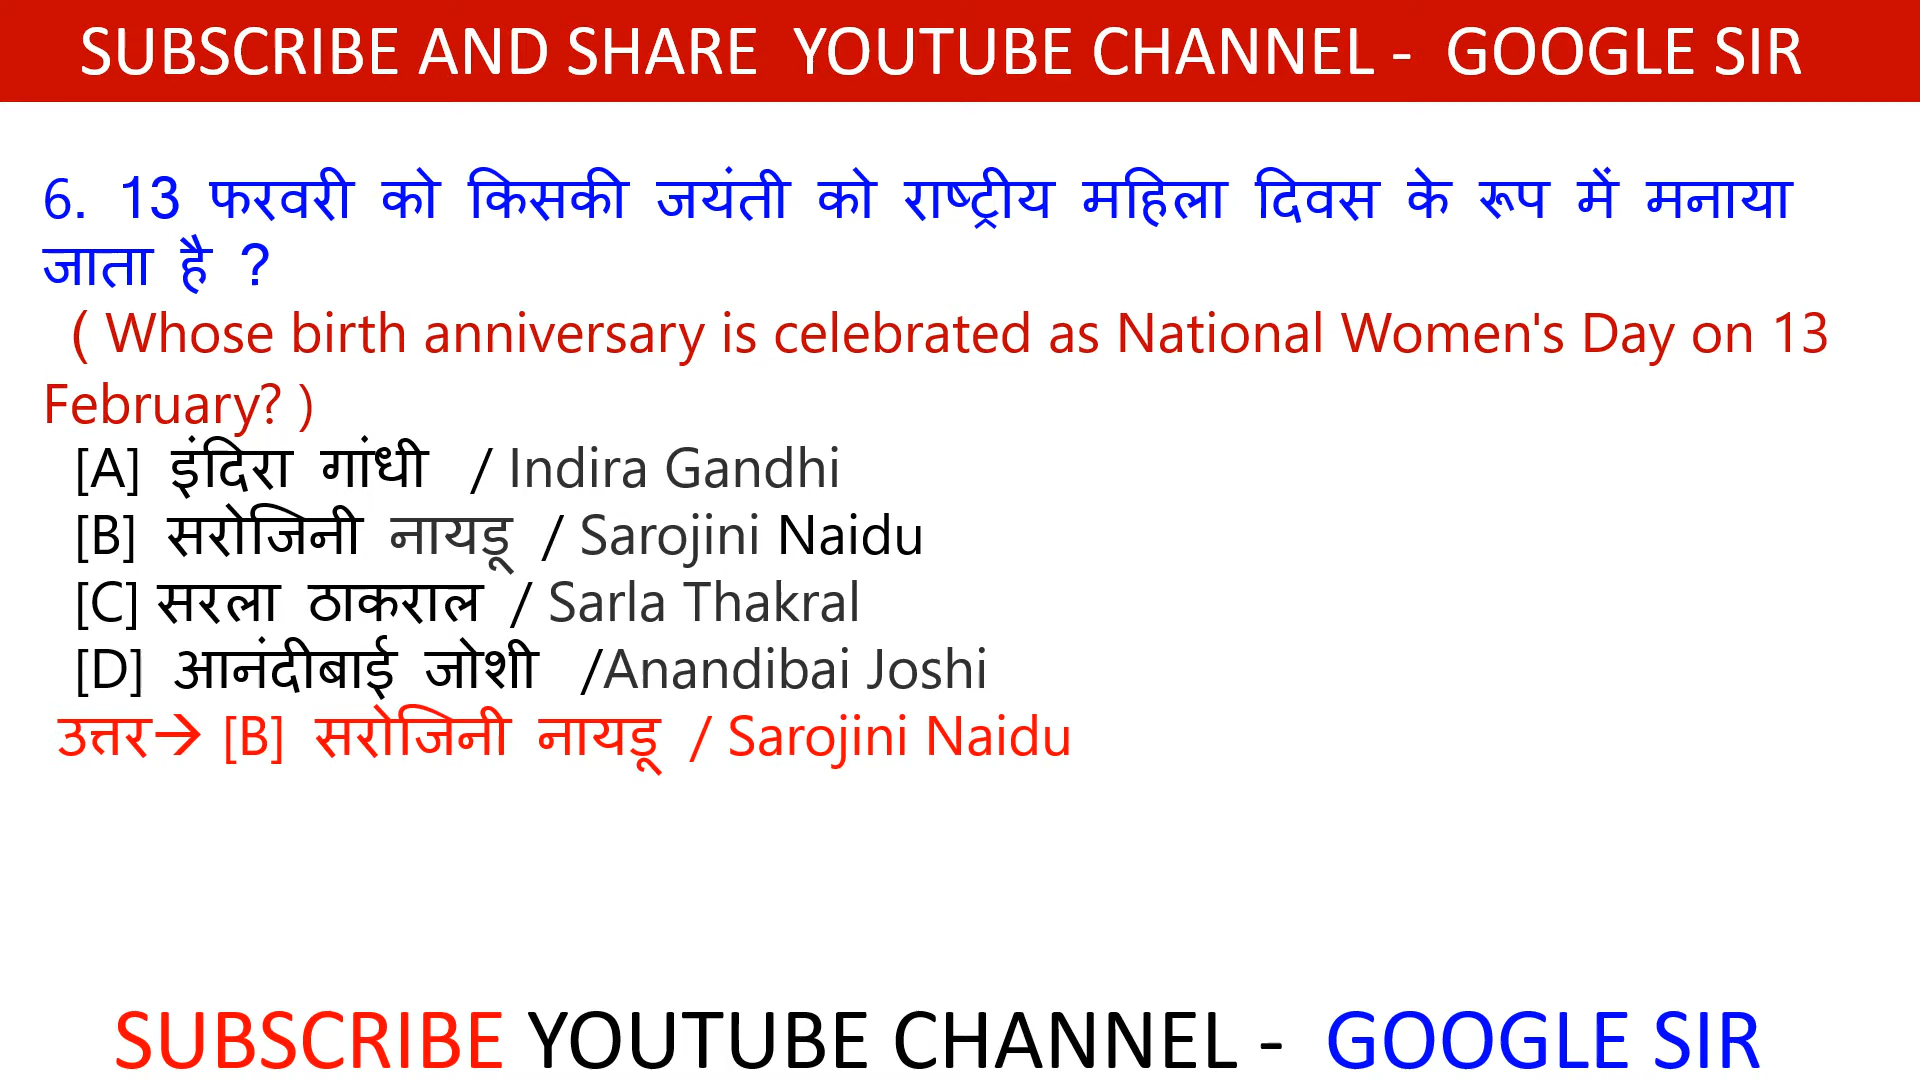 SUBSCRIBE AND SHARE YOUTUBE CHANNEL - GOOGLE SIR
6. 13 फरवरी को किसकी जयंती को राष्ट्रीय महिला दिवस के रूप में मनाया
जाता है ?
( Whose birth anniversary is celebrated as National Women's Day on 13
February? )
[A] इंदिरा गांधी / Indira Gandhi
[B] सरोजिनी नायडू / Sarojini Naidu
[C] सरला ठाकराल / Sarla Thakral
[D] आनंदीबाई जोशी /Anandibai Joshi
उत्तर→ [B] सरोजिनी नायडू / Sarojini Naidu
SUBSCRIBE YOUTUBE CHANNEL - GOOGLE SIR